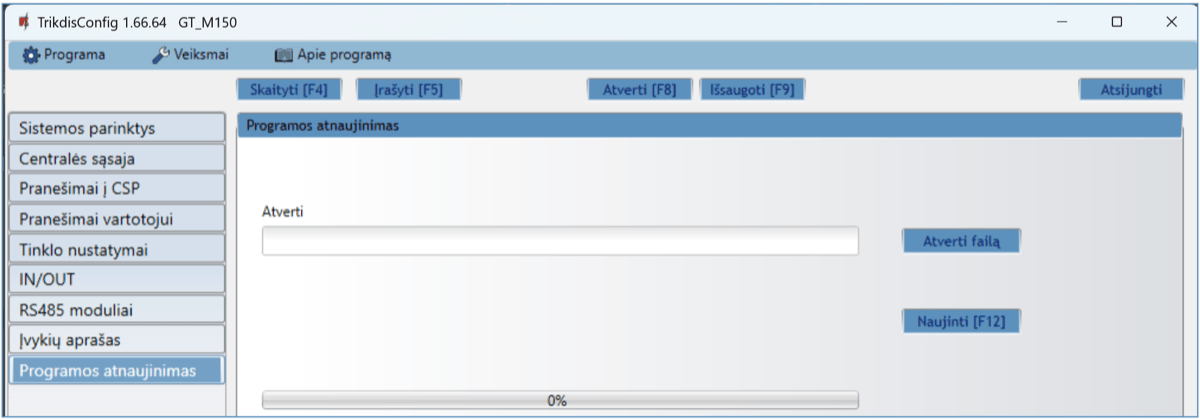 TrikdisConfig 1.66.64 GT_M150
Programa Veiksmai Apie programą
Skaityti [F4] Įrašyti [F5] Atverti [F8] Išsaugoti [F9] Atsijungti
Sistemos parinktys
Centralės sąsaja
Pranešimai į CSP
Pranešimai vartotojui
Tinklo nustatymai
IN/OUT
RS485 moduliai
Įvykių aprašas
Programos atnaujinimas
Programos atnaujinimas
Atverti
Atverti failą
Naujinti [F12]
0%